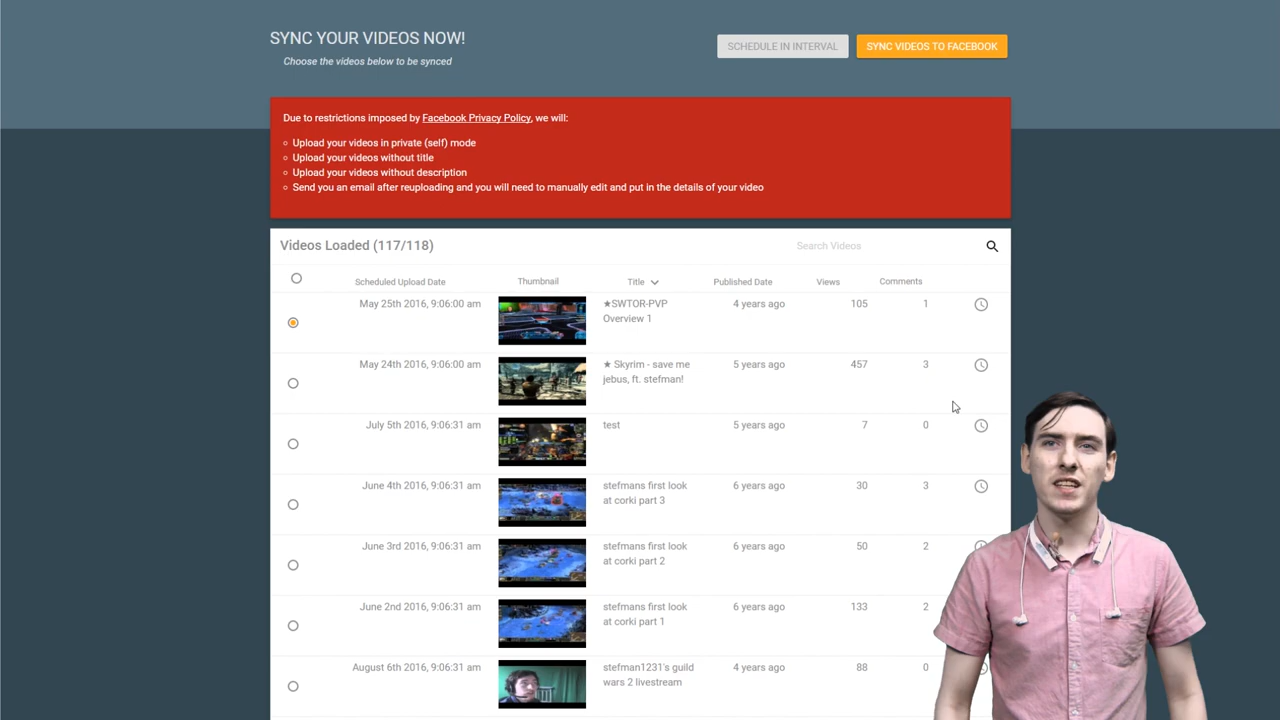 SYNC YOUR VIDEOS NOW!
Choose the videos below to be synced
SCHEDULE IN INTERVAL
SYNC VIDEOS TO FACEBOOK
Due to restrictions imposed by Facebook Privacy Policy, we will:
Upload your videos in private (self) mode
Upload your videos without title
Upload your videos without description
Send you an email after reuploading and you will need to manually edit and put in the details of your video
Videos Loaded (117/118)
Search Videos
Scheduled Upload Date Thumbnail Title Published Date Views Comments
May 25th 2016, 9:06:00 am ★SWTOR-PVP 4 years ago 105 1
Overview 1
May 24th 2016, 9:06:00 am ★ Skyrim - save me 5 years ago 457 3
jebus, ft. stefman!
July 5th 2016, 9:06:31 am test 5 years ago 7 0
June 4th 2016, 9:06:31 am stefmans first look 6 years ago 30 3
at corki part 3
June 3rd 2016, 9:06:31 am stefmans first look 6 years ago 50 2
at corki part 2
June 2nd 2016, 9:06:31 am stefmans first look 6 years ago 133 2
at corki part 1
August 6th 2016, 9:06:31 am stefman1231's guild 4 years ago 88 0
wars 2 livestream